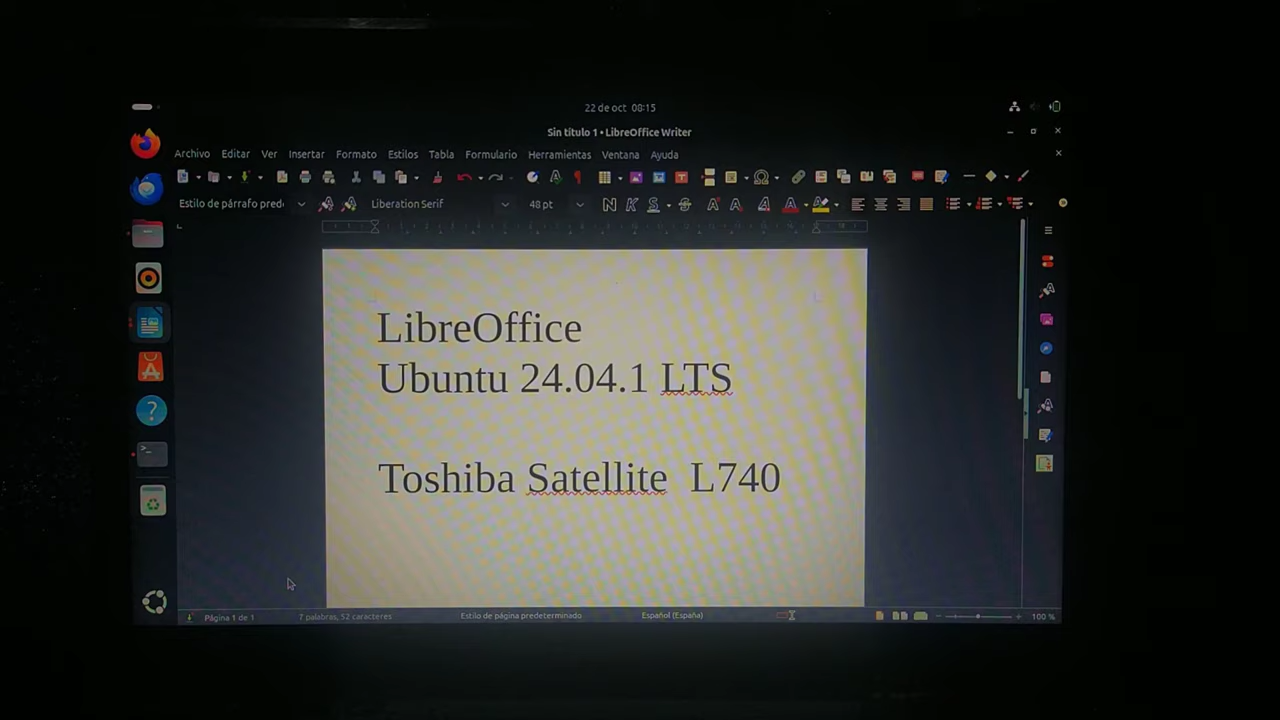 22 de oct 08:15
Sin título 1 • LibreOffice Writer
Archivo Editar Ver Insertar Formato Estilos Tabla Formulario Herramientas Ventana Ayuda
Estilo de párrafo pred Liberation Serif 48 pt N K S
LibreOffice
Ubuntu 24.04.1 LTS
Toshiba Satellite L740
Página 1 de 1 7 palabras, 52 caracteres Estilo de página predeterminado Español (España) 100 %